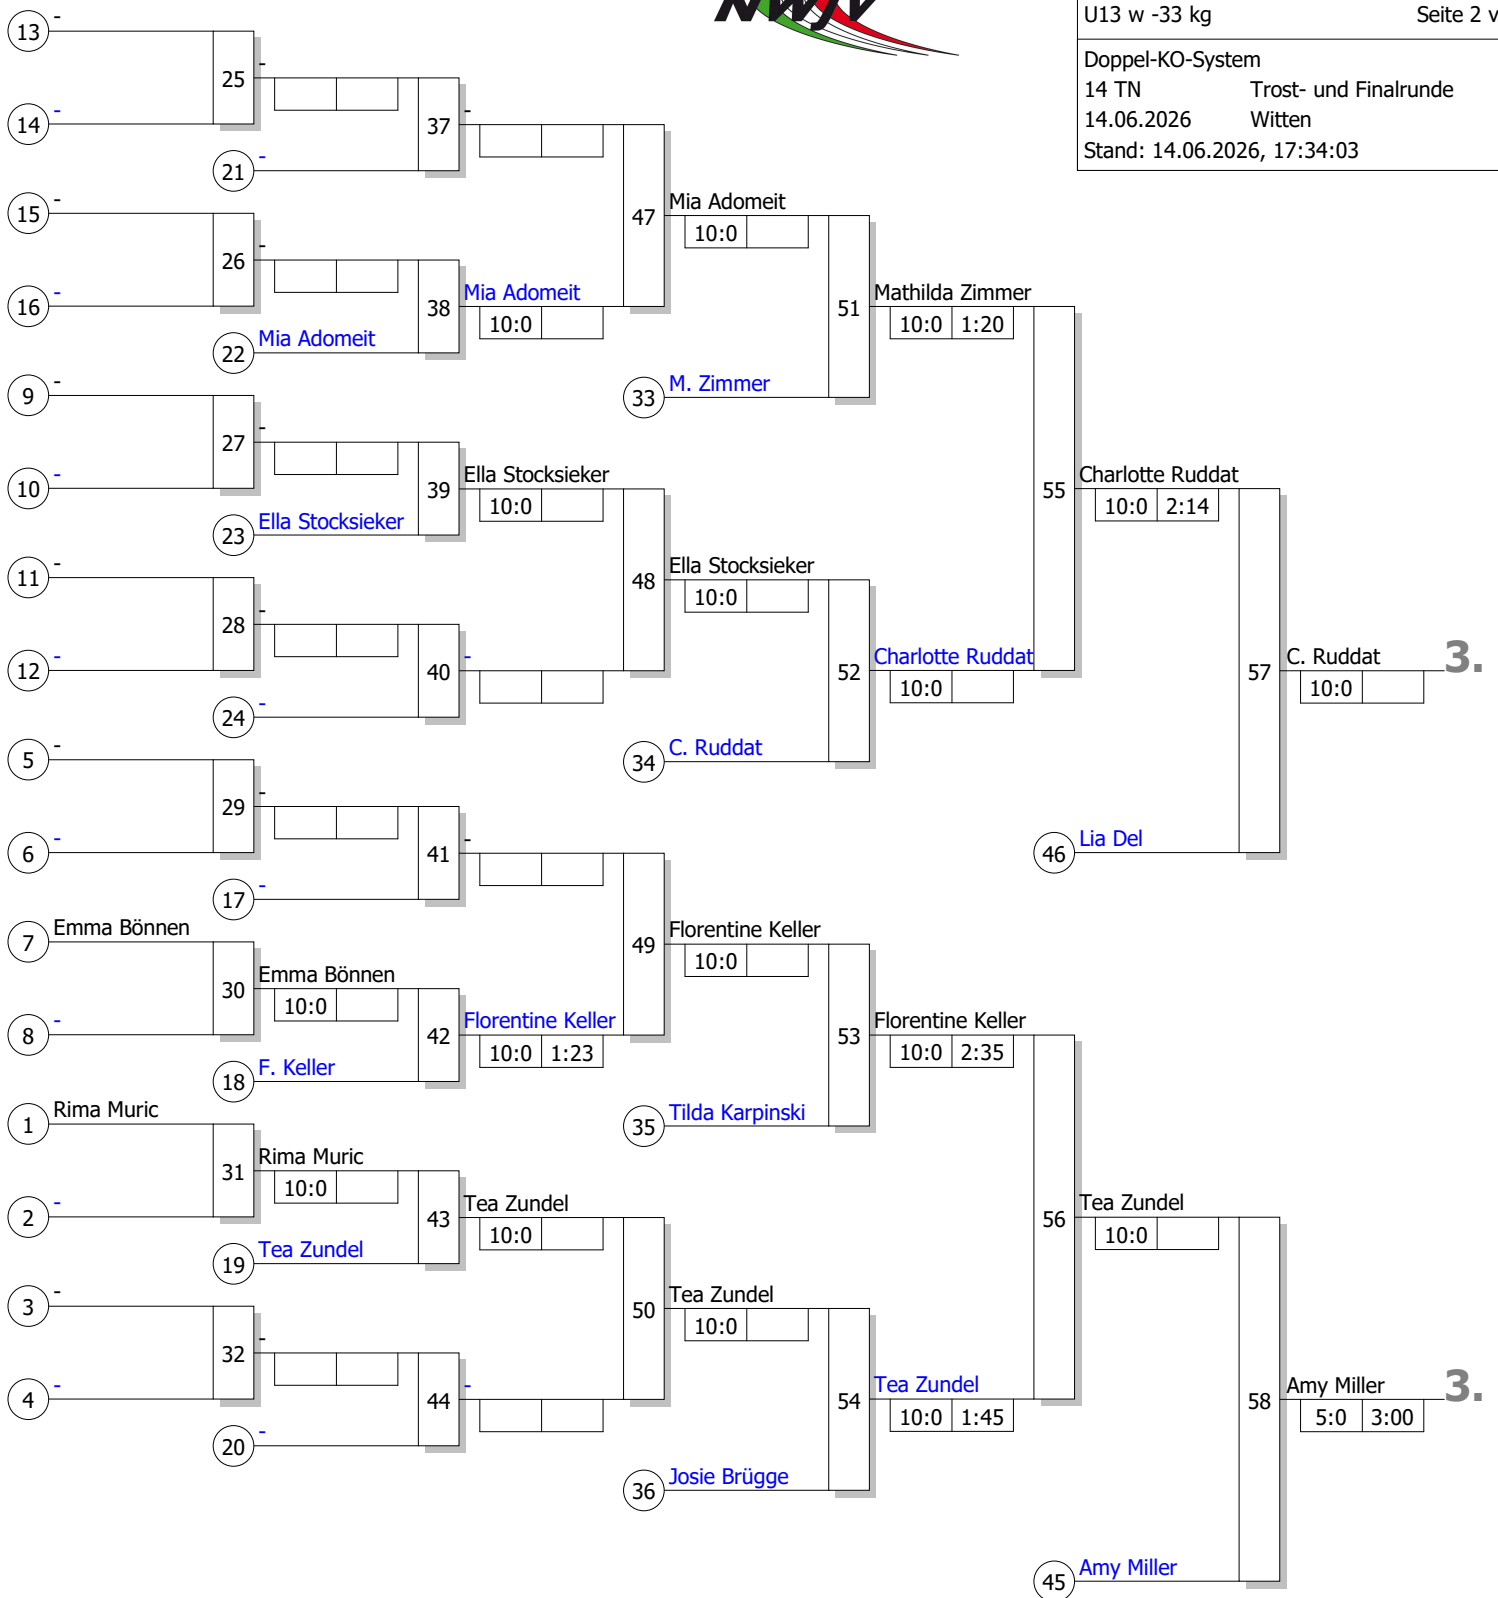 NWJV
U13 w -33 kg Seite 2 v
Doppel-KO-System
14 TN Trost- und Finalrunde
14.06.2026 Witten
Stand: 14.06.2026, 17:34:03
13 -
25 -
14 -
37 -
21 -
15 -
47 Mia Adomeit
10:0
26 -
16 -
38 Mia Adomeit
10:0
22 Mia Adomeit
51 Mathilda Zimmer
10:0 1:20
33 M. Zimmer
9 -
27 -
10 -
39 Ella Stocksieker
10:0
23 Ella Stocksieker
55 Charlotte Ruddat
10:0 2:14
11 -
48 Ella Stocksieker
10:0
28 -
12 -
40 -
24 -
52 Charlotte Ruddat
10:0
34 C. Ruddat
57 C. Ruddat 3.
10:0
5 -
29 -
6 -
41 -
17 -
46 Lia Del
7 Emma Bönnen
49 Florentine Keller
10:0
30 Emma Bönnen
10:0
8 -
42 Florentine Keller
10:0 1:23
18 F. Keller
53 Florentine Keller
10:0 2:35
35 Tilda Karpinski
1 Rima Muric
31 Rima Muric
10:0
2 -
43 Tea Zundel
10:0
19 Tea Zundel
56 Tea Zundel
10:0
3 -
50 Tea Zundel
10:0
32 -
4 -
44 -
20 -
54 Tea Zundel
10:0 1:45
36 Josie Brügge
58 Amy Miller 3.
5:0 3:00
45 Amy Miller